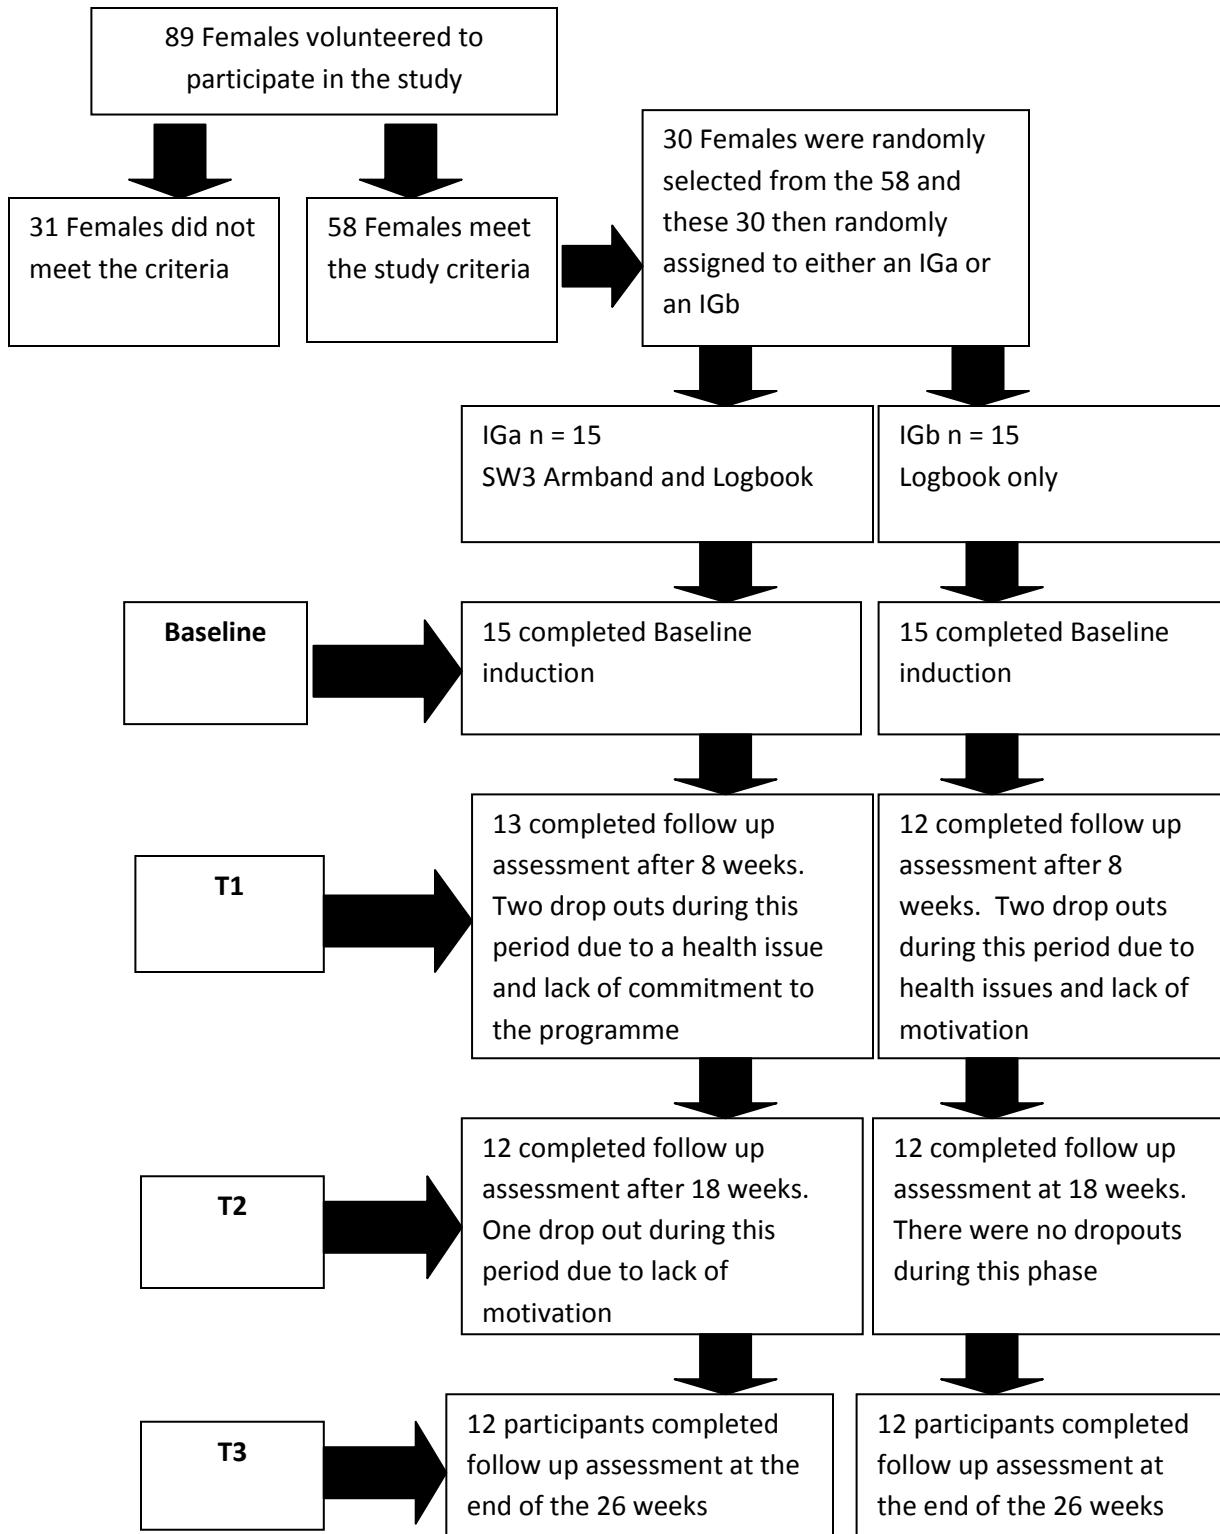 89 Females volunteered to
participate in the study
31 Females did not
meet the criteria
58 Females meet
the study criteria
30 Females were randomly
selected from the 58 and
these 30 then randomly
assigned to either an IGa or
an IGb
IGa n = 15
SW3 Armband and Logbook
IGb n = 15
Logbook only
Baseline
15 completed Baseline
induction
15 completed Baseline
induction
T1
13 completed follow up
assessment after 8 weeks.
Two drop outs during this
period due to a health issue
and lack of commitment to
the programme
12 completed follow up
assessment after 8
weeks.  Two drop outs
during this period due to
health issues and lack of
motivation
T2
12 completed follow up
assessment after 18 weeks.
One drop out during this
period due to lack of
motivation
12 completed follow up
assessment at 18 weeks.
There were no dropouts
during this phase
T3
12 participants completed
follow up assessment at the
end of the 26 weeks
12 participants completed
follow up assessment at
the end of the 26 weeks